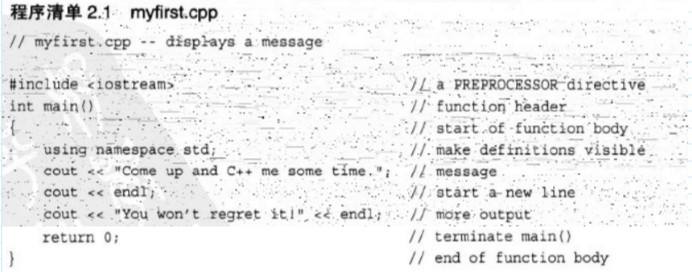 程序清单 2.1 myfirst.cpp
// myfirst.cpp -- displays a message
#include <iostream> // a PREPROCESSOR directive
int main() // function header
{ // start of function body
using namespace std; // make definitions visible
cout << "Come up and C++ me some time."; // message
cout << endl; // start a new line
cout << "You won't regret it!" << endl; // more output
return 0; // terminate main()
} // end of function body